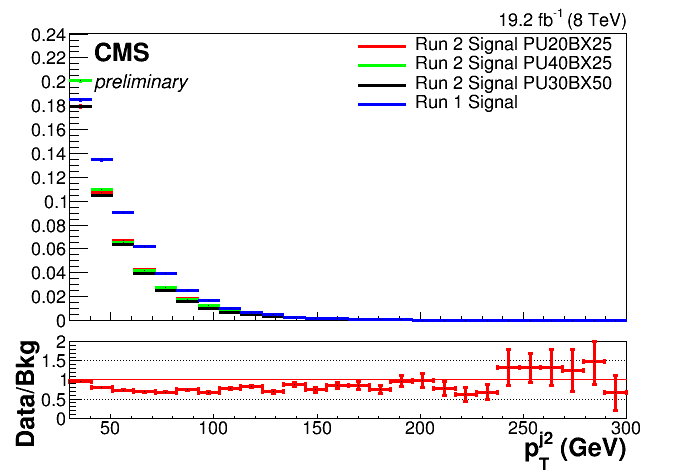 19.2 fb-1 (8 TeV)
0.24
CMS
Run 2 Signal PU20BX25
0.22
Run 2 Signal PU40BX25
0.2
preliminary
Run 2 Signal PU30BX50
0.18
Run 1 Signal
0.16
0.14
0.12
0.1
0.08
0.06
0.04
0.02
0
Data/Bkg
2
1.5
1
0.5
0
50
100
150
200
250
300
pTj2 (GeV)